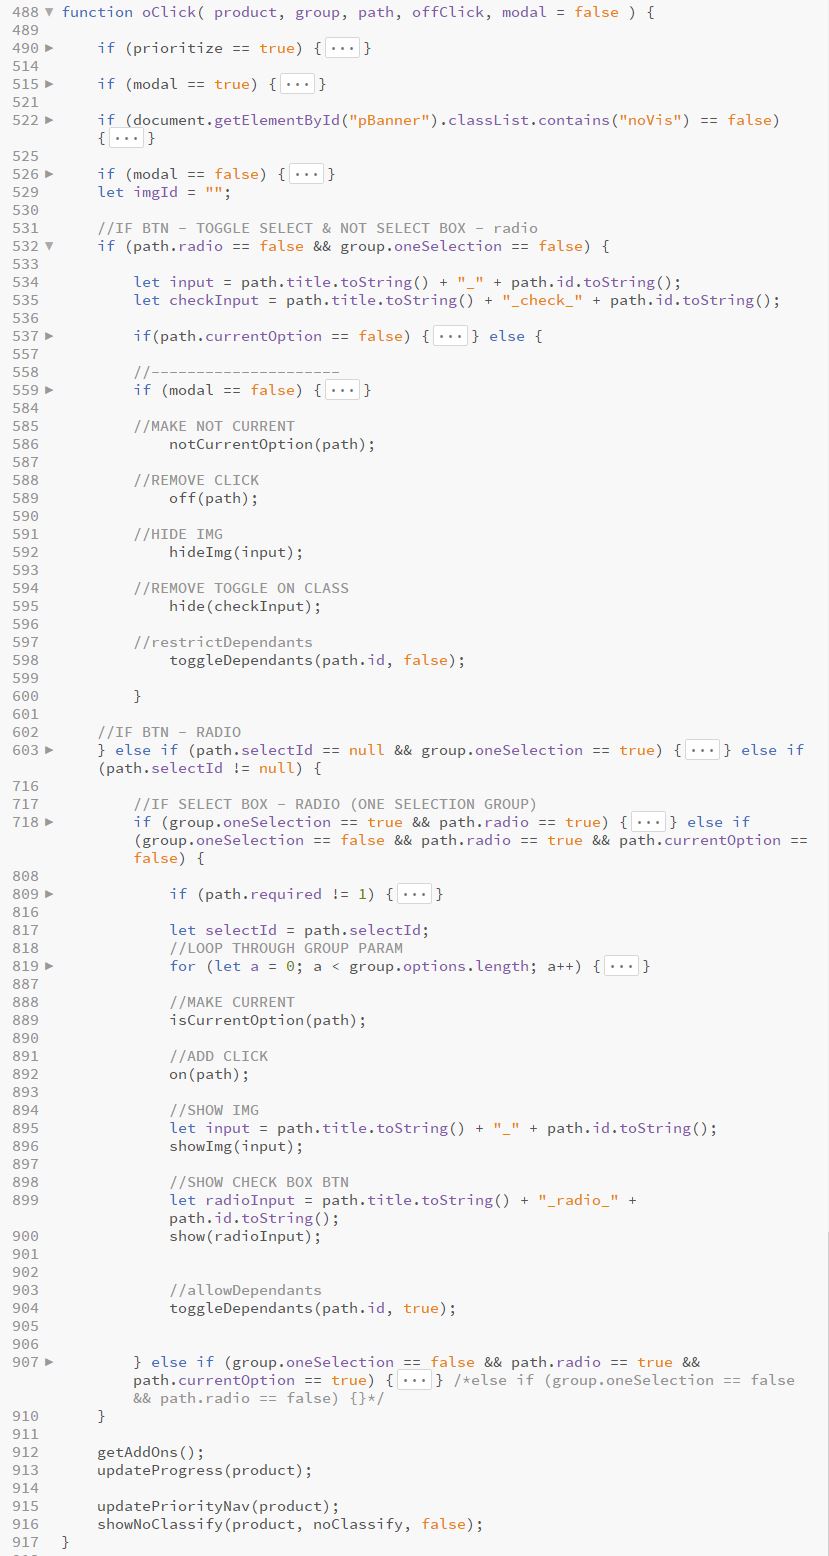 488 ▼ function oClick( product, group, path, offClick, modal = false ) {
489
490 ▶ if (prioritize == true) {···}
514
515 ▶ if (modal == true) {···}
521
522 ▶ if (document.getElementById("pBanner").classList.contains("noVis") == false)
{···}
525
526 ▶ if (modal == false) {···}
529 let imgId = "";
530
531 //IF BTN - TOGGLE SELECT & NOT SELECT BOX - radio
532 ▼ if (path.radio == false && group.oneSelection == false) {
533
534 let input = path.title.toString() + "_" + path.id.toString();
535 let checkInput = path.title.toString() + "_check_" + path.id.toString();
536
537 ▶ if(path.currentOption == false) {···} else {
557
558 //---------------------
559 ▶ if (modal == false) {···}
584
585 //MAKE NOT CURRENT
586 notCurrentOption(path);
587
588 //REMOVE CLICK
589 off(path);
590
591 //HIDE IMG
592 hideImg(input);
593
594 //REMOVE TOGGLE ON CLASS
595 hide(checkInput);
596
597 //restrictDependants
598 toggleDependants(path.id, false);
599
600 }
601
602 //IF BTN - RADIO
603 ▶ } else if (path.selectId == null && group.oneSelection == true) {···} else if
(path.selectId != null) {
716
717 //IF SELECT BOX - RADIO (ONE SELECTION GROUP)
718 ▶ if (group.oneSelection == true && path.radio == true) {···} else if
(group.oneSelection == false && path.radio == true && path.currentOption ==
false) {
808
809 ▶ if (path.required != 1) {···}
816
817 let selectId = path.selectId;
818 //LOOP THROUGH GROUP PARAM
819 ▶ for (let a = 0; a < group.options.length; a++) {···}
887
888 //MAKE CURRENT
889 isCurrentOption(path);
890
891 //ADD CLICK
892 on(path);
893
894 //SHOW IMG
895 let input = path.title.toString() + "_" + path.id.toString();
896 showImg(input);
897
898 //SHOW CHECK BOX BTN
899 let radioInput = path.title.toString() + "_radio_" +
path.id.toString();
900 show(radioInput);
901
902
903 //allowDependants
904 toggleDependants(path.id, true);
905
906
907 ▶ } else if (group.oneSelection == false && path.radio == true &&
path.currentOption == true) {···} /*else if (group.oneSelection == false
&& path.radio == false) {}*/
910 }
911
912 getAddOns();
913 updateProgress(product);
914
915 updatePriorityNav(product);
916 showNoClassify(product, noClassify, false);
917 }